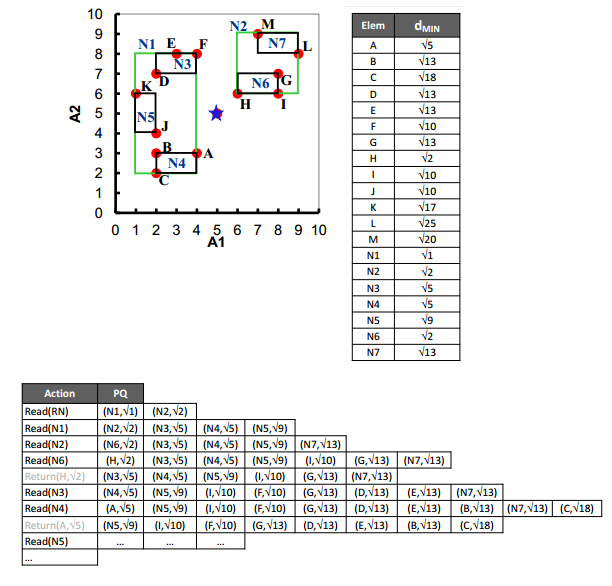 10
9
8
7
6
5
4
3
2
1
0
A2
0 1 2 3 4 5 6 7 8 9 10
A1
N1
E
F
N3
D
K
N5
J
B
A
N4
C
N2
M
N7
L
G
N6
H
I
Elem dMIN
A √5
B √13
C √18
D √13
E √13
F √10
G √13
H √2
I √10
J √10
K √17
L √25
M √20
N1 √1
N2 √2
N3 √5
N4 √5
N5 √9
N6 √2
N7 √13
Action PQ
Read(RN) (N1,√1) (N2,√2)
Read(N1) (N2,√2) (N3,√5) (N4,√5) (N5,√9)
Read(N2) (N6,√2) (N3,√5) (N4,√5) (N5,√9) (N7,√13)
Read(N6) (H,√2) (N3,√5) (N4,√5) (N5,√9) (I,√10) (G,√13) (N7,√13)
Return(H,√2) (N3,√5) (N4,√5) (N5,√9) (I,√10) (G,√13) (N7,√13)
Read(N3) (N4,√5) (N5,√9) (I,√10) (F,√10) (G,√13) (D,√13) (E,√13) (N7,√13)
Read(N4) (A,√5) (N5,√9) (I,√10) (F,√10) (G,√13) (D,√13) (E,√13) (B,√13) (N7,√13) (C,√18)
Return(A,√5) (N5,√9) (I,√10) (F,√10) (G,√13) (D,√13) (E,√13) (B,√13) (C,√18)
Read(N5) ... ... ...
...